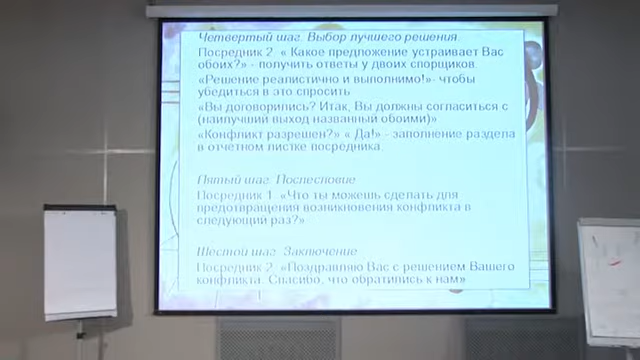 Четвертый шаг. Выбор лучшего решения.
Посредник 2. « Какое предложение устраивает Вас
обоих?» - получить ответы у двоих спорщиков.
«Решение реалистично и выполнимо!»- чтобы
убедиться в это спросить
«Вы договорились? Итак, Вы должны согласиться с
(наилучший выход названный обоими)»
«Конфликт разрешен?» « Да!» - заполнение раздела
в отчетном листке посредника.
Пятый шаг. Послесловие
Посредник 1. «Что ты можешь сделать для
предотвращения возникновения конфликта в
следующий раз?»
Шестой шаг. Заключение
Посредник 2. «Поздравляю Вас с решением Вашего
конфликта. Спасибо, что обратились к нам»